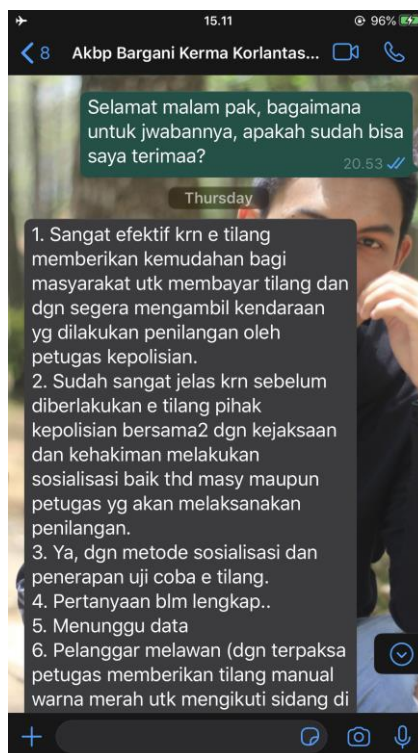 15.11
96%
8
Akbp Bargani Kerma Korlantas...
Selamat malam pak, bagaimana
untuk jwabannya, apakah sudah bisa
saya terimaa?
20.53
Thursday
1. Sangat efektif krn e tilang
memberikan kemudahan bagi
masyarakat utk membayar tilang dan
dgn segera mengambil kendaraan
yg dilakukan penilangan oleh
petugas kepolisian.
2. Sudah sangat jelas krn sebelum
diberlakukan e tilang pihak
kepolisian bersama2 dgn kejaksaan
dan kehakiman melakukan
sosialisasi baik thd masy maupun
petugas yg akan melaksanakan
penilangan.
3. Ya, dgn metode sosialisasi dan
penerapan uji coba e tilang.
4. Pertanyaan blm lengkap..
5. Menunggu data
6. Pelanggar melawan (dgn terpaksa
petugas memberikan tilang manual
warna merah utk mengikuti sidang di